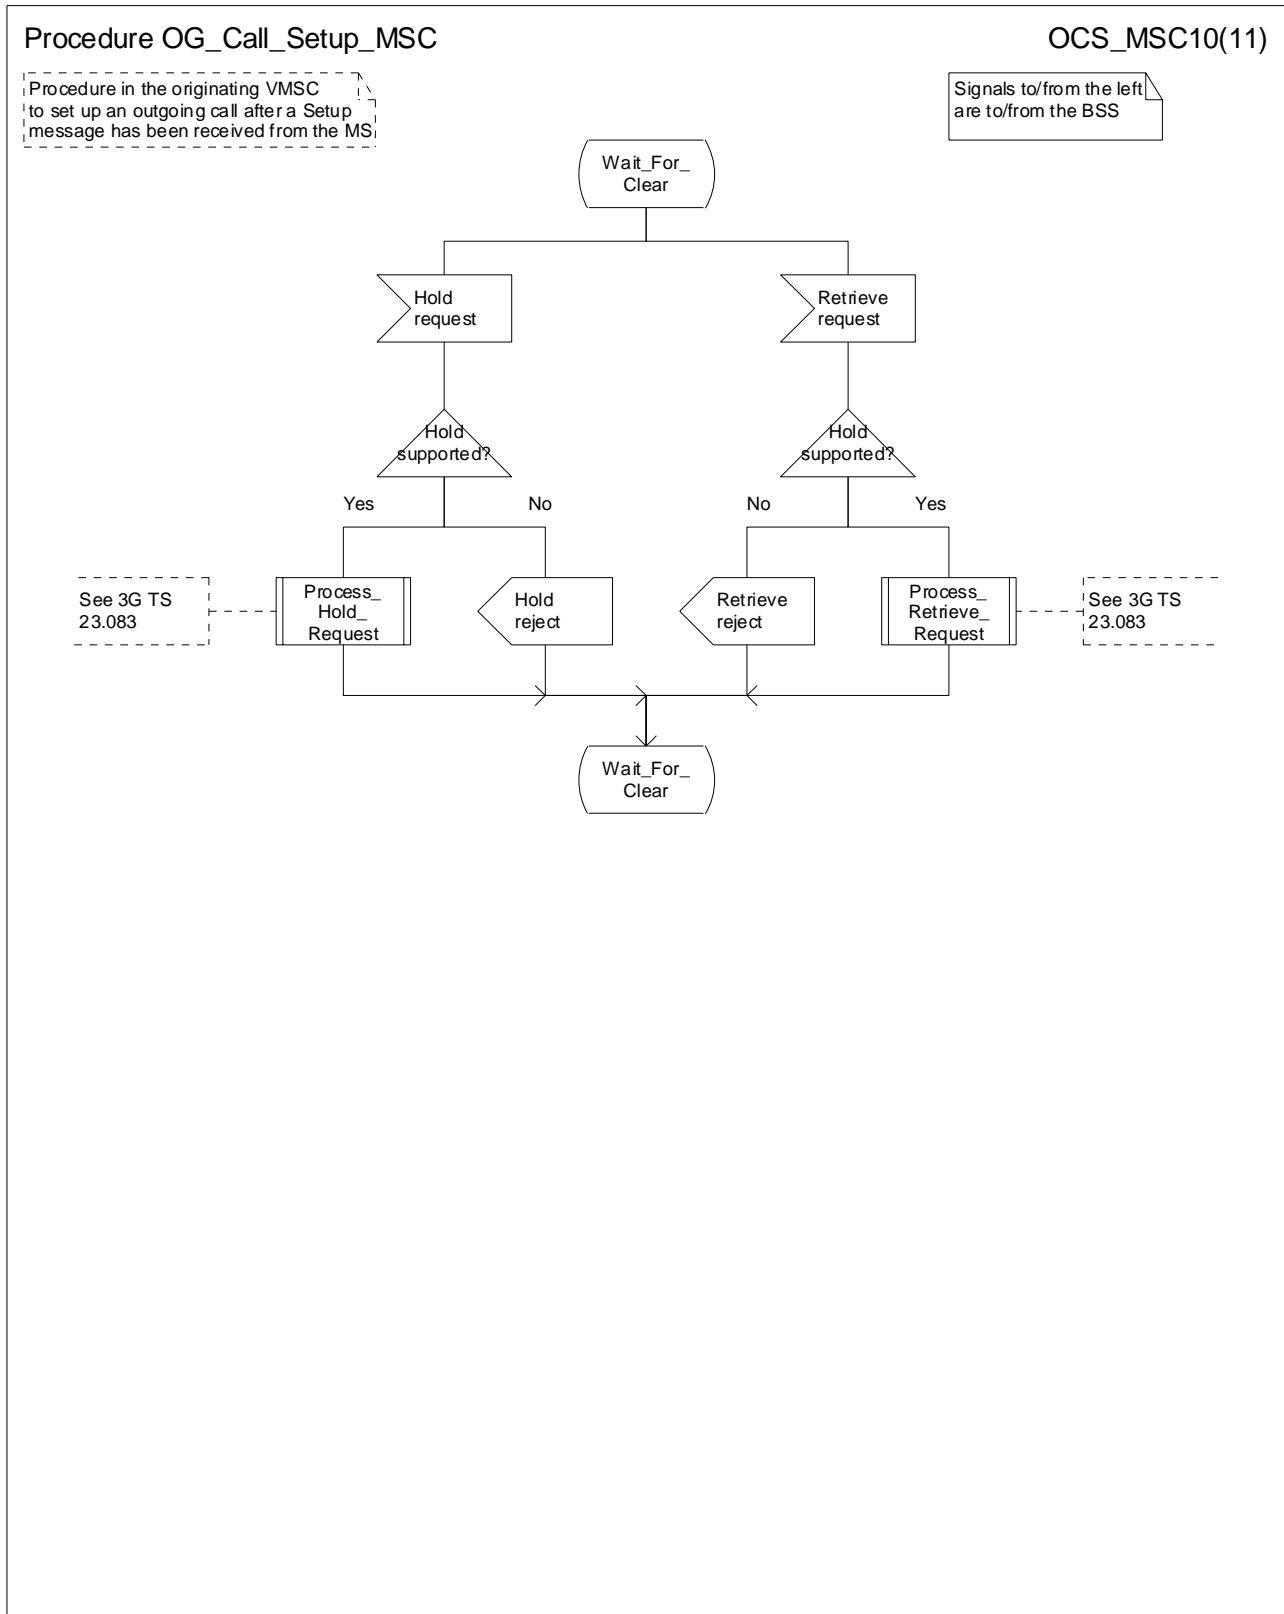 Procedure OG_Call_Setup_MSC
OCS_MSC10(11)
Procedure in the originating VMSC
to set up an outgoing call after a Setup
message has been received from the MS
Signals to/from the left
are to/from the BSS
Wait_For_
Clear
Hold
request
Retrieve
request
Hold
supported?
Hold
supported?
Yes
No
No
Yes
See 3G TS
23.083
Process_
Hold_
Request
Hold
reject
Retrieve
reject
Process_
Retrieve_
Request
See 3G TS
23.083
Wait_For_
Clear